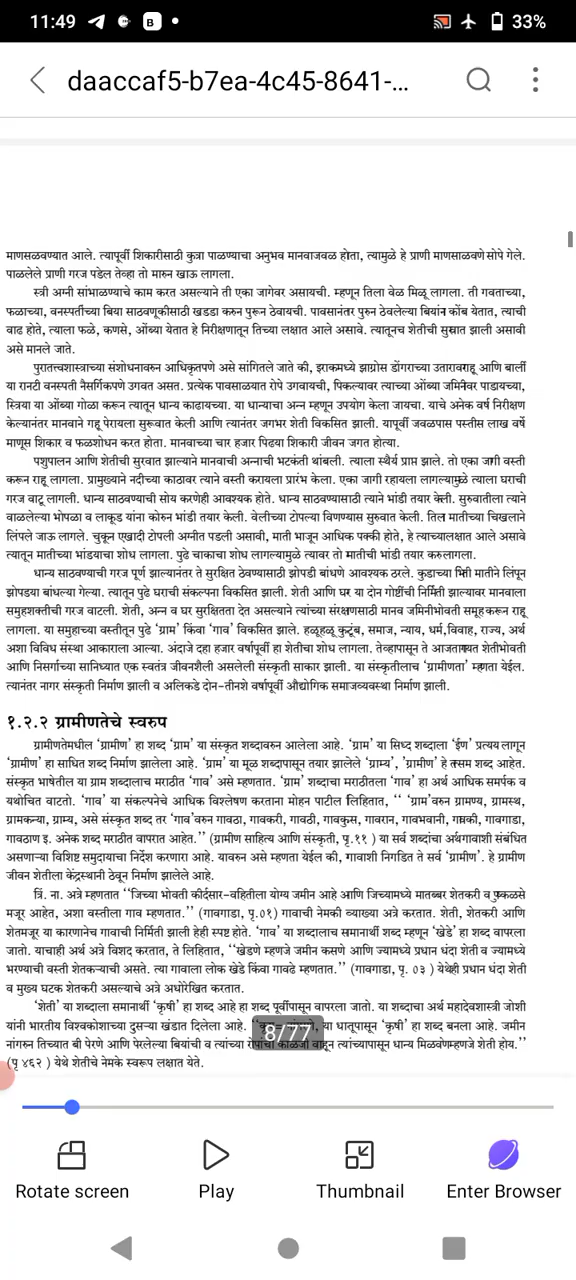 11:49
B
33%
daaccaf5-b7ea-4c45-8641-...
माणसळवण्यात आले. त्यापूर्वी शिकारीसाठी कुत्रा पाळण्याचा अनुभव मानवाजवळ होता, त्यामुळे हे प्राणी माणसाळवणे सोपे गेले.
पाळलेले प्राणी गरज पडेल तेव्हा तो मारुन खाऊ लागला.
स्त्री अग्नी सांभाळण्याचे काम करत असल्याने ती एका जागेवर असायची. म्हणून तिला वेळ मिळू लागला. ती गवताच्या,
फळाच्या, वनस्पतीच्या बिया साठवणूकीसाठी खडडा करुन पुरून ठेवायची. पावसानंतर पुरुन ठेवलेल्या बियांन कोंब येतात, त्याची
वाढ होते, त्याला फळे, कणसे, ओंब्या येतात हे निरीक्षणातून तिच्या लक्षात आले असावे. त्यातूनच शेतीची सुरुवात झाली असावी
असे मानले जाते.
पुरातत्त्वशास्त्राच्या संशोधनावरुन आधिकृतपणे असे सांगितले जाते की, इराकमध्ये झाग्रोस डोंगराच्या उतारावर गहू आणि बार्ली
या रानटी वनस्पती नैसर्गिकपणे उगवत असत. प्रत्येक पावसाळयात रोपे उगवायची, पिकल्यावर त्याच्या ओंब्या जमिनीवर पाडायच्या,
स्त्रिया या ओंब्या गोळा करून त्यातून धान्य काढायच्या. या धान्याचा अन्न म्हणून उपयोग केला जायचा. याचे अनेक वर्ष निरीक्षण
केल्यानंतर मानवाने गहू पेरायला सुरूवात केली आणि त्यानंतर जगभर शेती विकसित झाली. यापूर्वी जवळपास पस्तीस लाख वर्षे
माणूस शिकार व फळशोधन करत होता. मानवाच्या चार हजार पिढया शिकारी जीवन जगत होत्या.
पशुपालन आणि शेतीची सुरवात झाल्याने मानवाची अन्नाची भटकंती थांबली. त्याला स्थैर्य प्राप्त झाले. तो एका जागी वस्ती
करून राहू लागला. प्रामुख्याने नदीच्या काठावर त्याने वस्ती करायला प्रारंभ केला. एका जागी रहायला लागल्यामुळे त्याला घराची
गरज वाटू लागली. धान्य साठवण्याची सोय करणेही आवश्यक होते. धान्य साठवण्यासाठी त्याने भांडी तयार केली. सुरुवातीला त्याने
वाळलेल्या भोपळा व लाकूड यांना कोरुन भांडी तयार केली. वेलीच्या टोपल्या विणण्यास सुरुवात केली. तिला मातीच्या चिखलाने
लिंपले जाऊ लागले. चुकून एखादी टोपली अग्नीत पडली असावी, माती भाजून आधिक पक्की होते, हे त्याच्यालक्षात आले असावे
त्यातून मातीच्या भांडयाचा शोध लागला. पुढे चाकाचा शोध लागल्यामुळे त्यावर तो मातीची भांडी तयार करु लागला.
धान्य साठवण्याची गरज पूर्ण झाल्यानंतर ते सुरक्षित ठेवण्यासाठी झोपडी बांधणे आवश्यक ठरले. कुडाच्या भिंती मातीने लिंपून
झोपडया बांधल्या गेल्या. त्यातून पुढे घराची संकल्पना विकसित झाली. शेती आणि घर या दोन गोष्टींची निर्मिती झाल्यावर मानवाला
समुहशक्तीची गरज वाटली. शेती, अन्न व घर सुरक्षितता देत असल्याने त्यांच्या संरक्षणसाठी मानव जमिनीभोवती समूह करून राहू
लागला. या समुहाच्या वस्तीतून पुढे 'ग्राम' किंवा 'गाव' विकसित झाले. हळूहळू कुटुंब, समाज, न्याय, धर्म,विवाह, राज्य, अर्थ
अशा विविध संस्था आकाराला आल्या. अंदाजे दहा हजार वर्षापूर्वी हा शेतीचा शोध लागला. तेव्हापासून ते आजतागायत शेतीभोवती
आणि निसर्गाच्या सानिध्यात एक स्वतंत्र जीवनशैली असलेली संस्कृती साकार झाली. या संस्कृतीलाच 'ग्रामीणता' म्हणता येईल.
त्यानंतर नागर संस्कृती निर्माण झाली व अलिकडे दोन-तीनशे वर्षापूर्वी औद्योगिक समाजव्यवस्था निर्माण झाली.
१.२.२ ग्रामीणतेचे स्वरुप
ग्रामीणतेमधील 'ग्रामीण' हा शब्द 'ग्राम' या संस्कृत शब्दावरुन आलेला आहे. 'ग्राम' या सिध्द शब्दाला 'ईण' प्रत्यय लागून
'ग्रामीण' हा साधित शब्द निर्माण झालेला आहे. 'ग्राम' या मूळ शब्दापासून तयार झालेले 'ग्राम्य', 'ग्रामीण' हे तत्सम शब्द आहेत.
संस्कृत भाषेतील या ग्राम शब्दालाच मराठीत 'गाव' असे म्हणतात. 'ग्राम' शब्दाचा मराठीतला 'गाव' हा अर्थ आधिक समर्पक व
यथोचित वाटतो. 'गाव' या संकल्पनेचे आधिक विश्लेषण करताना मोहन पाटील लिहितात, '' 'ग्राम'वरुन ग्रामण्य, ग्रामस्थ,
ग्रामकन्या, ग्राम्य, असे संस्कृत शब्द तर 'गाव'वरुन गावठा, गावकरी, गावठी, गावकुस, गावरान, गावभवानी, गावकी, गावगाडा,
गावठाण इ. अनेक शब्द मराठी वापरात आहेत.'' (ग्रामीण साहित्य आणि संस्कृती, पृ.११) या सर्व शब्दांचा अर्थ गावाशी संबंधित
असणाऱ्या विशिष्ट समुदायाचा निर्देश करणारा आहे. यावरुन असे म्हणता येईल की, गावाशी निगडित ते सर्व 'ग्रामीण'. हे ग्रामीण
जीवन शेतीला केंद्रस्थानी ठेवून निर्माण झालेले आहे.
त्रिं. ना. अत्रे म्हणतात ''जिच्या भोवती कीर्दसार-वहितीला योग्य जमीन आहे आणि जिच्यामध्ये मातब्बर शेतकरी व पुष्कळसे
मजूर आहेत, अशा वस्तीला गाव म्हणतात.'' (गावगाडा, पृ.०१) गावाची नेमकी व्याख्या अत्रे करतात. शेती, शेतकरी आणि
शेतमजूर या कारणानेच गावाची निर्मिती झाली हेही स्पष्ट होते. 'गाव' या शब्दालाच समानार्थी शब्द म्हणून 'खेडे' हा शब्द वापरला
जातो. याचाही अर्थ अत्रे विशद करतात, ते लिहितात, ''खेडणे म्हणजे जमीन कसणे आणि ज्यामध्ये प्रधान धंदा शेती व ज्यामध्ये
भरण्याची वस्ती शेतकऱ्याची असते. त्या गावाला लोक खेडे किंवा गावढे म्हणतात.'' (गावगाडा, पृ. ०३) येथेही प्रधान धंदा शेती
व मुख्य घटक शेतकरी असल्याचे अत्रे अधोरेखित करतात.
'शेती' या शब्दाला समानार्थी 'कृषी' हा शब्द आहे हा शब्द पूर्वीपासून वापरला जातो. या शब्दाचा अर्थ महादेवशास्त्री जोशी
यांनी भारतीय विश्वकोशाच्या दुसऱ्या खंडात दिलेला आहे. या धातूपासून 'कृषी' हा शब्द बनला आहे. जमीन
नांगरुन तिच्यात बी पेरणे आणि पेरलेल्या बियांची व त्यांच्या रोपांची काळजी वाहून त्यांच्यापासून धान्य मिळवणे म्हणजे शेती होय.''
(पृ ४६२ ) येथे शेतीचे नेमके स्वरूप लक्षात येते.
8/77
Rotate screen
Play
Thumbnail
Enter Browser